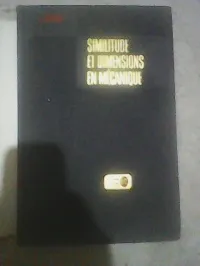 SIMILITUDE
ET DIMENSIONS
EN MÉCANIQUE